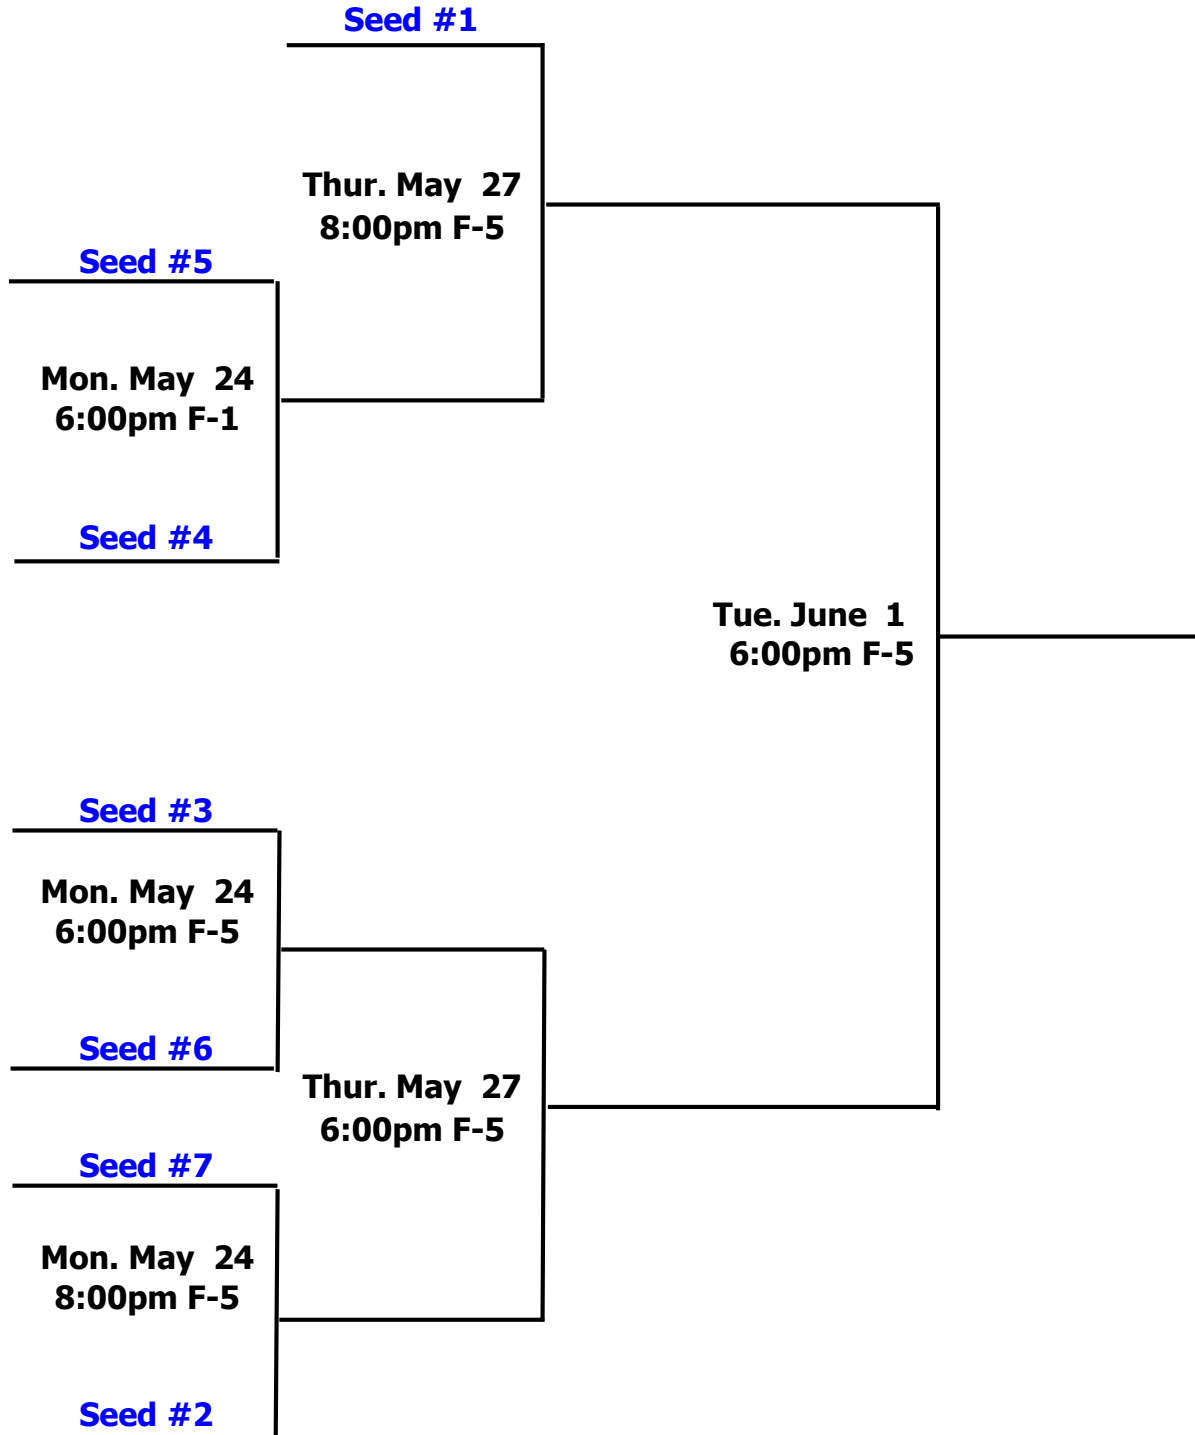 Seed #1
Thur. May 27
8:00pm F-5
Seed #5
Mon. May 24
6:00pm F-1
Seed #4
Tue. June 1
6:00pm F-5
Seed #3
Mon. May 24
6:00pm F-5
Seed #6
Thur. May 27
6:00pm F-5
Seed #7
Mon. May 24
8:00pm F-5
Seed #2